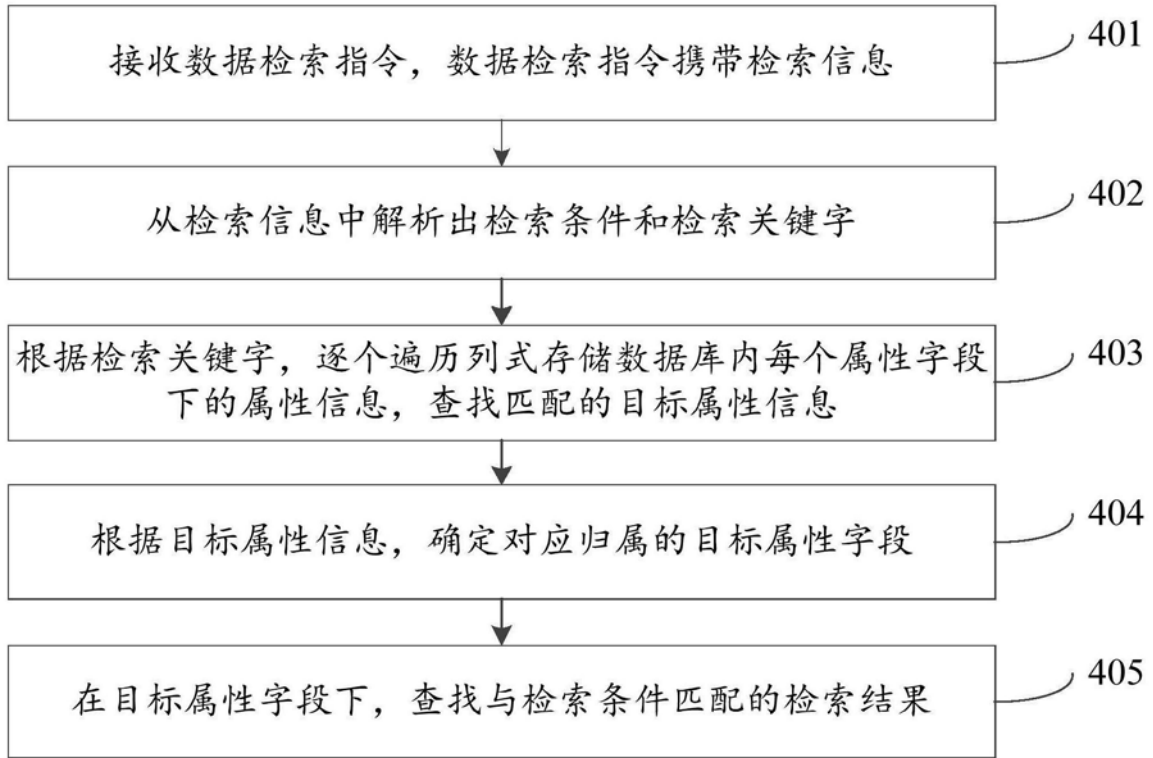 接收数据检索指令，数据检索指令携带检索信息
401
从检索信息中解析出检索条件和检索关键字
402
根据检索关键字，逐个遍历列式存储数据库内每个属性字段
下的属性信息，查找匹配的目标属性信息
403
根据目标属性信息，确定对应归属的目标属性字段
404
在目标属性字段下，查找与检索条件匹配的检索结果
405